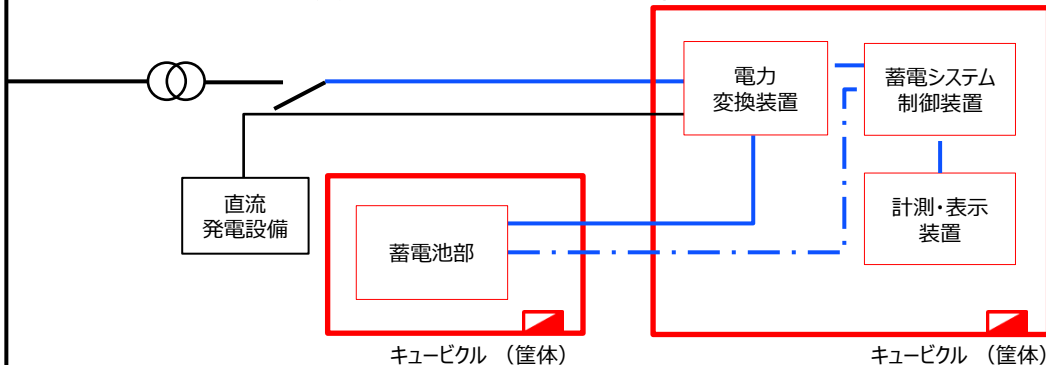 電力
変換装置
蓄電システム
制御装置
直流
発電設備
蓄電池部
計測・表示
装置
キュービクル （筐体）
キュービクル （筐体）